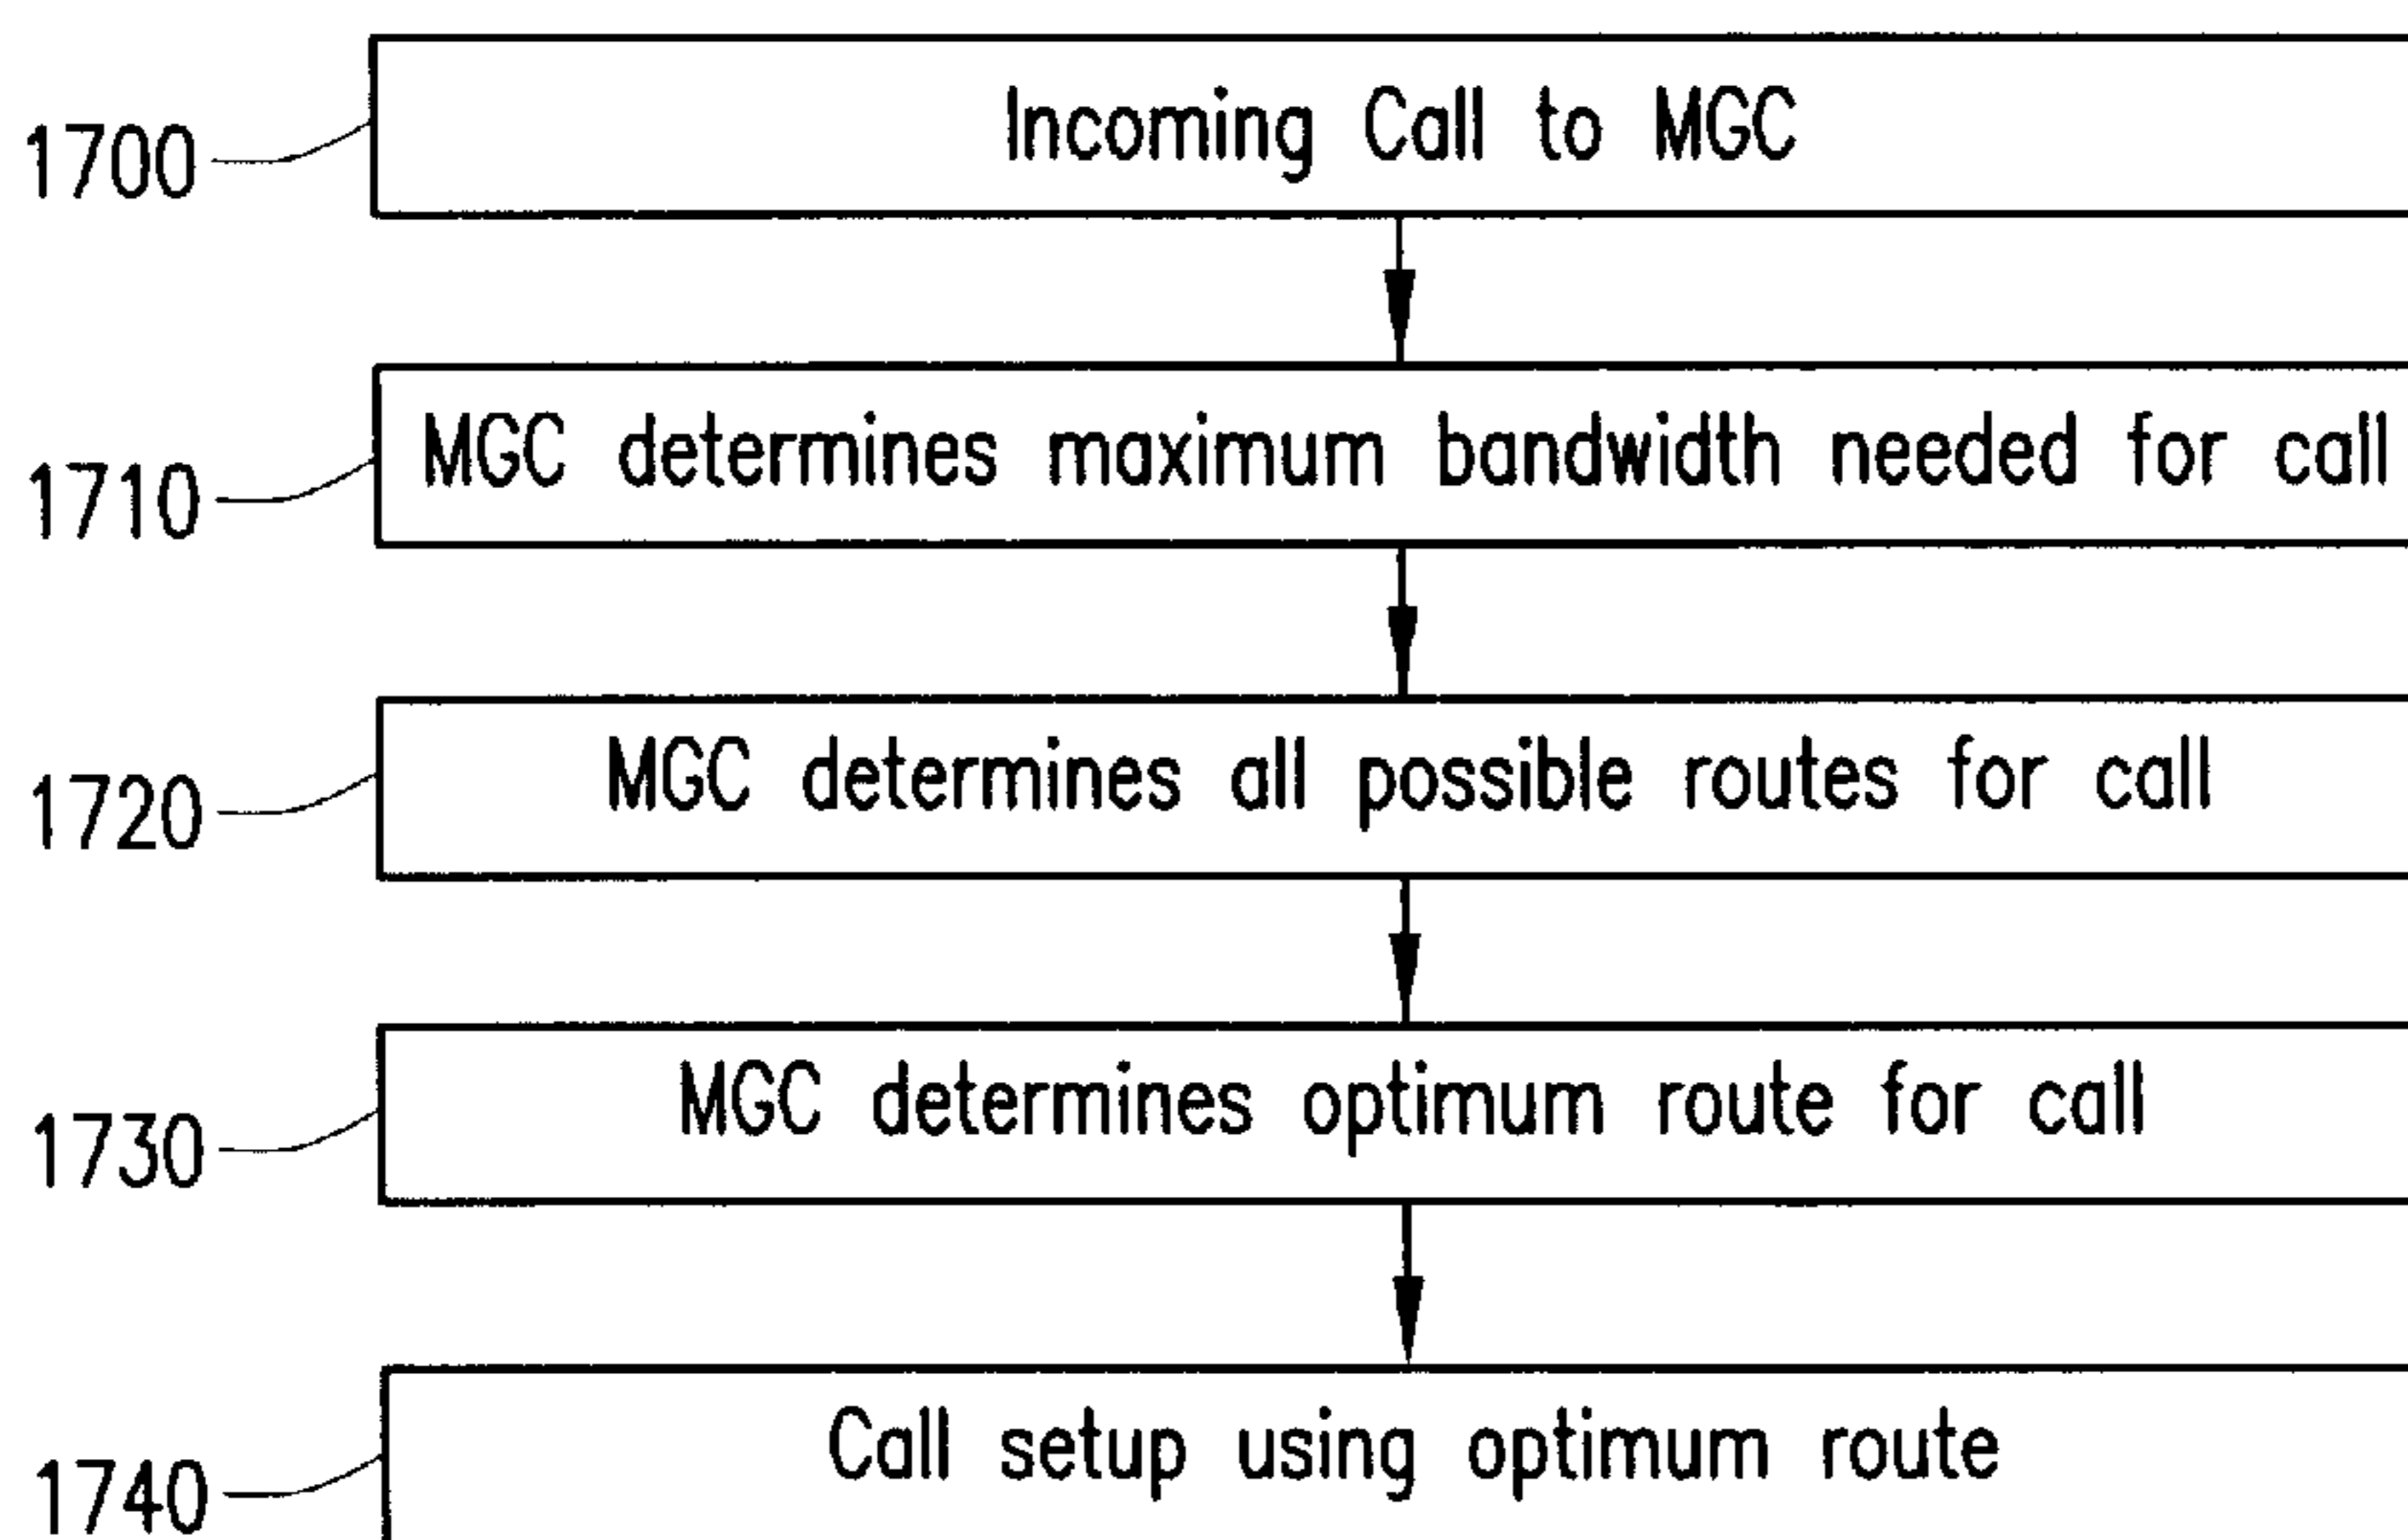 Incoming Call to MGC
1700
MGC determines maximum bandwidth needed for call
1710
MGC determines all possible routes for call
1720
MGC determines optimum route for call
1730
Call setup using optimum route
1740